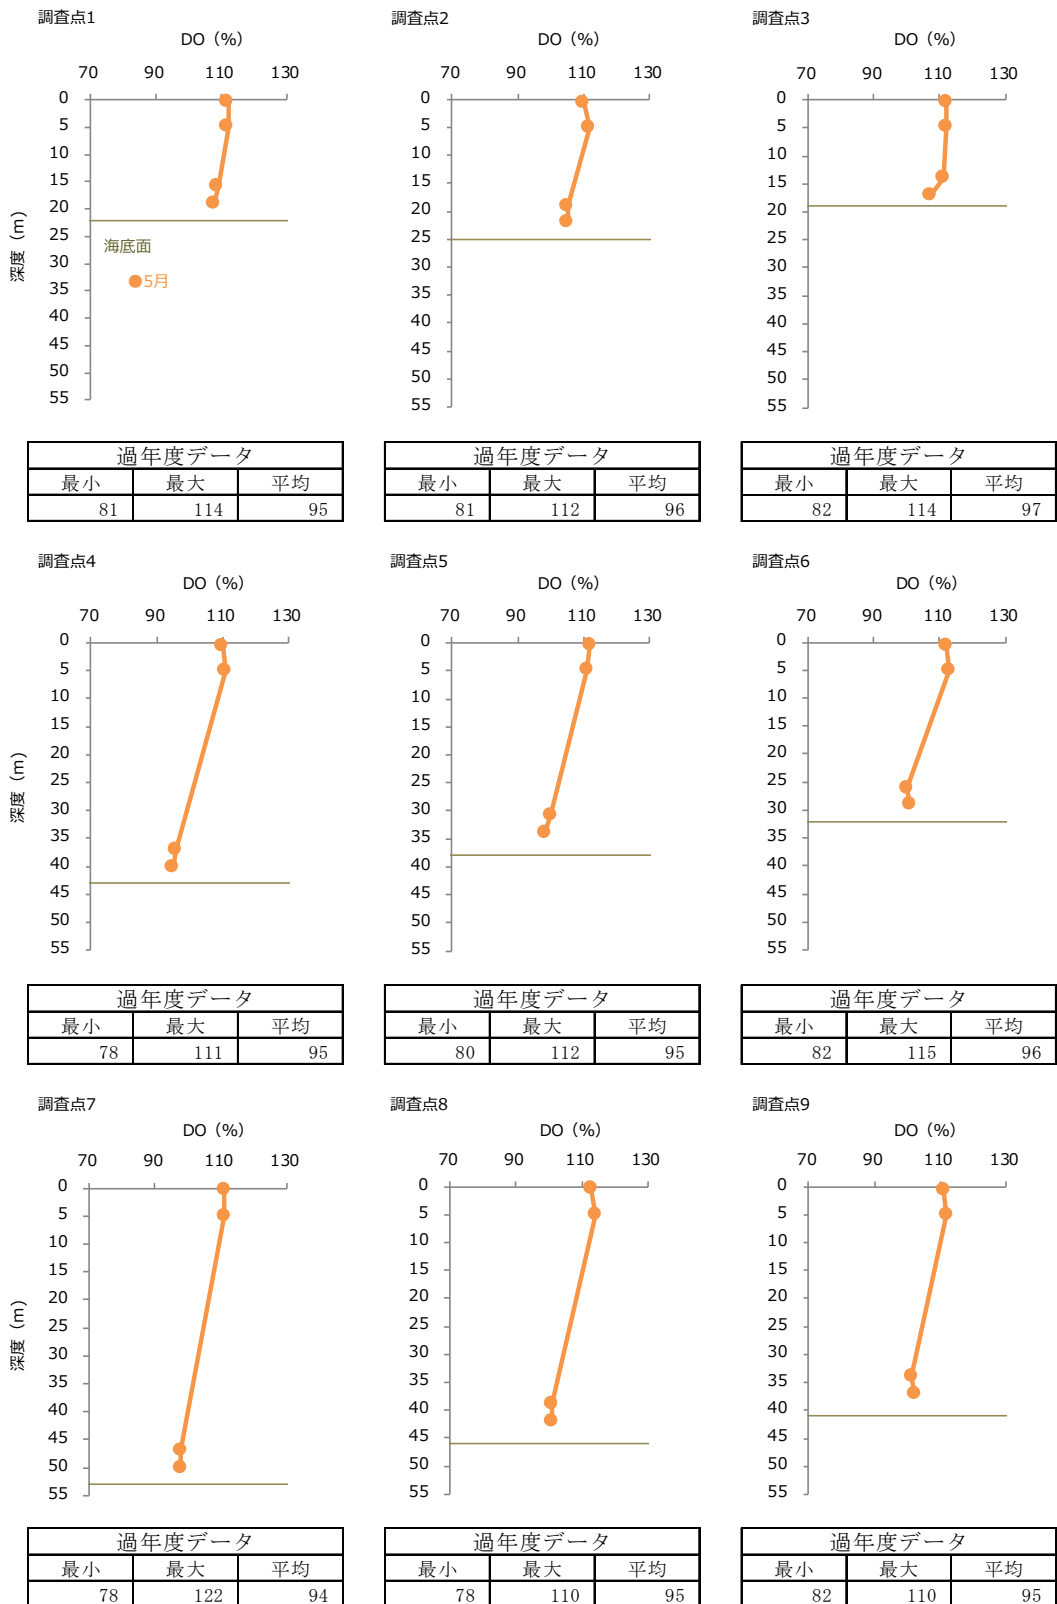 調査点1
DO（%）
70 90 110 130
0
5
10
15
20
25
30
35
40
45
50
55
深度（m）
海底面
5月
過年度データ
最小 最大 平均
81 114 95
調査点2
DO（%）
70 90 110 130
0
5
10
15
20
25
30
35
40
45
50
55
過年度データ
最小 最大 平均
81 112 96
調査点3
DO（%）
70 90 110 130
0
5
10
15
20
25
30
35
40
45
50
55
過年度データ
最小 最大 平均
82 114 97
調査点4
DO（%）
70 90 110 130
0
5
10
15
20
25
30
35
40
45
50
55
深度（m）
過年度データ
最小 最大 平均
78 111 95
調査点5
DO（%）
70 90 110 130
0
5
10
15
20
25
30
35
40
45
50
55
過年度データ
最小 最大 平均
80 112 95
調査点6
DO（%）
70 90 110 130
0
5
10
15
20
25
30
35
40
45
50
55
過年度データ
最小 最大 平均
82 115 96
調査点7
DO（%）
70 90 110 130
0
5
10
15
20
25
30
35
40
45
50
55
深度（m）
過年度データ
最小 最大 平均
78 122 94
調査点8
DO（%）
70 90 110 130
0
5
10
15
20
25
30
35
40
45
50
55
過年度データ
最小 最大 平均
78 110 95
調査点9
DO（%）
70 90 110 130
0
5
10
15
20
25
30
35
40
45
50
55
過年度データ
最小 最大 平均
82 110 95